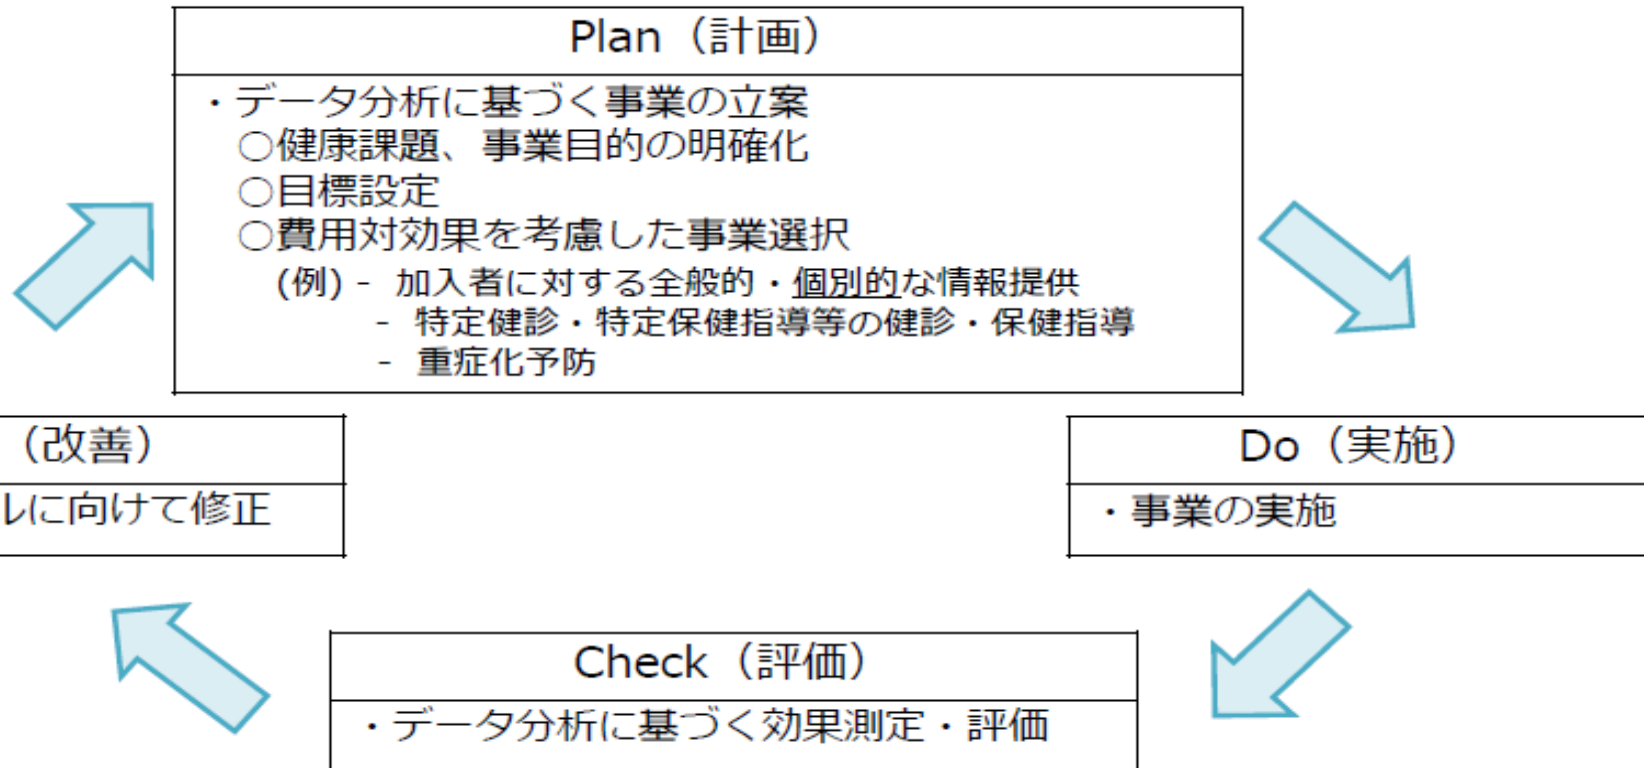 Plan（計画）
・データ分析に基づく事業の立案
○健康課題、事業目的の明確化
○目標設定
○費用対効果を考慮した事業選択
(例) - 加入者に対する全般的・個別的な情報提供
- 特定健診・特定保健指導等の健診・保健指導
- 重症化予防
（改善）
ルに向けて修正
Do（実施）
・事業の実施
Check（評価）
・データ分析に基づく効果測定・評価